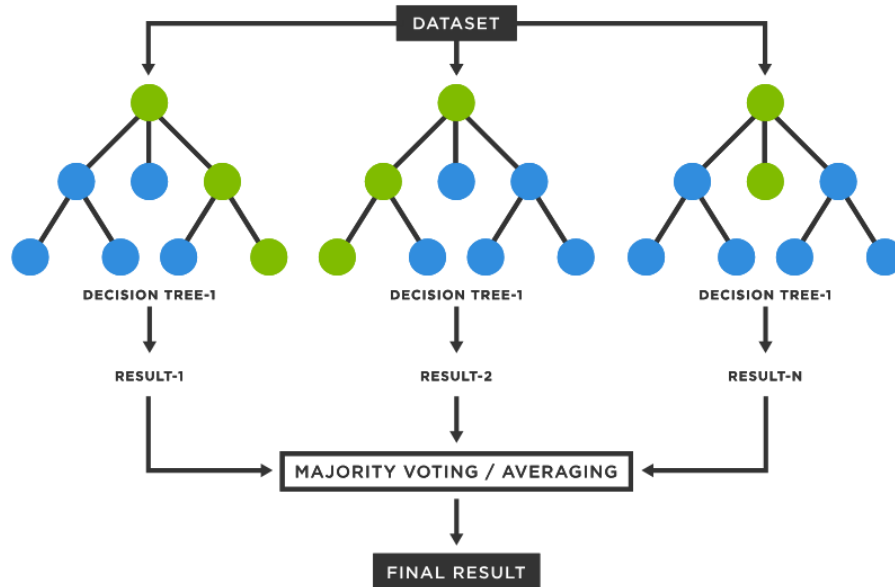 DATASET
DECISION TREE-1
DECISION TREE-1
DECISION TREE-1
RESULT-1
RESULT-2
RESULT-N
MAJORITY VOTING / AVERAGING
FINAL RESULT